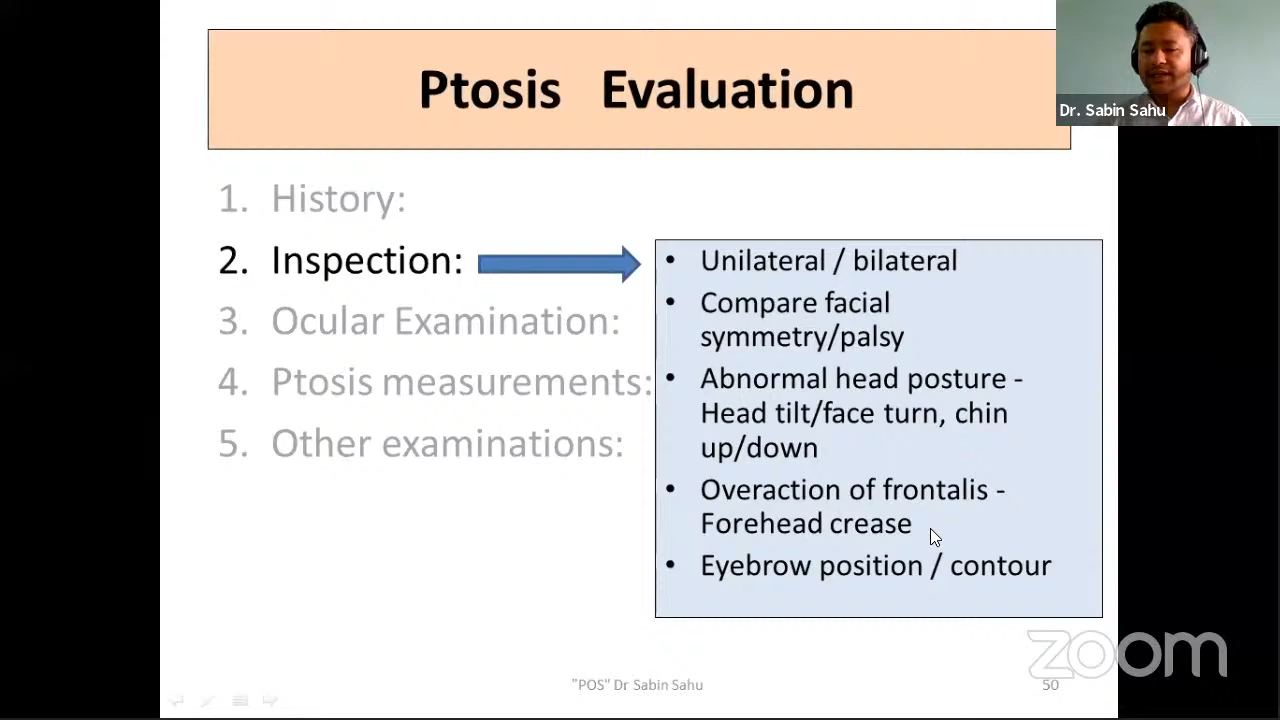 Ptosis Evaluation
Dr. Sabin Sahu
1. History:
2. Inspection:
3. Ocular Examination:
4. Ptosis measurements:
5. Other examinations:
• Unilateral / bilateral
• Compare facial
symmetry/palsy
• Abnormal head posture -
Head tilt/face turn, chin
up/down
• Overaction of frontalis -
Forehead crease
• Eyebrow position / contour
zoom
"POS" Dr Sabin Sahu
50